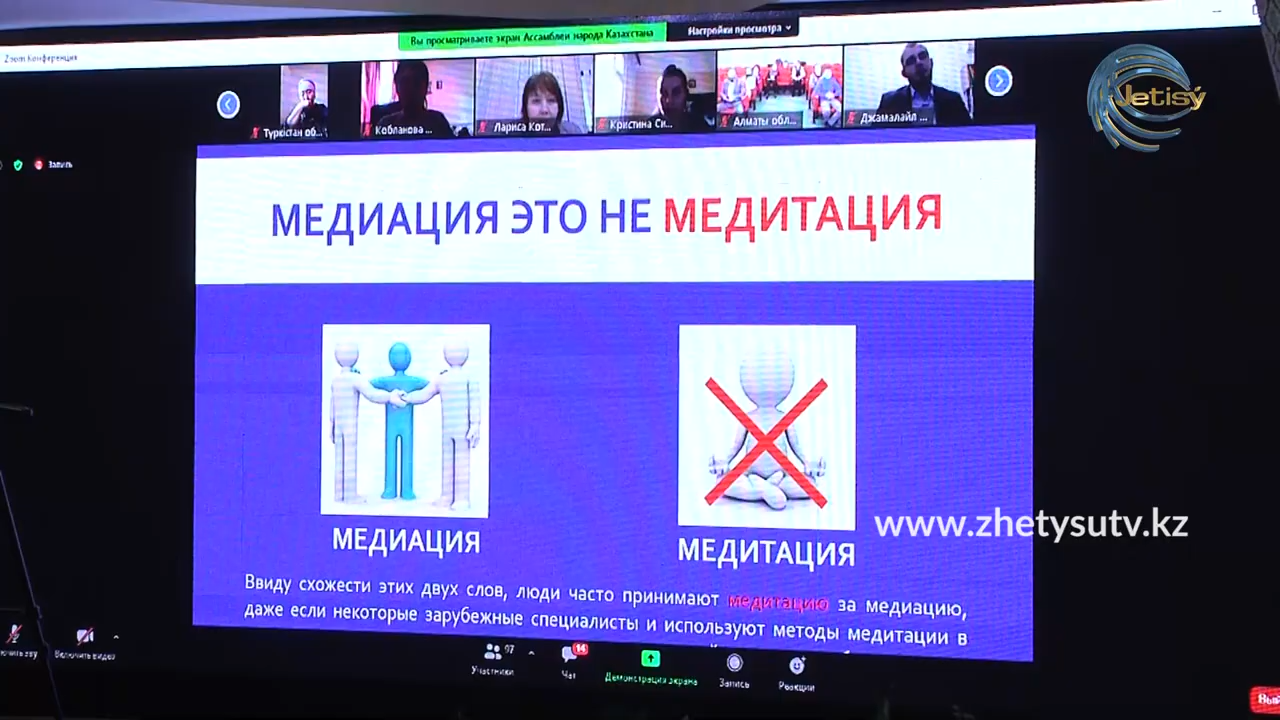 Вы просматриваете экран Ассамблеи народа Казахстана
Настройки просмотра
Zoom Конференция
Jetisý
Түркістан об...
Кобланова ...
Лариса Кот...
Кристина Си...
Алматы обл...
Джамалайл ...
Запись
МЕДИАЦИЯ ЭТО НЕ МЕДИТАЦИЯ
МЕДИАЦИЯ
МЕДИТАЦИЯ
www.zhetysutv.kz
Ввиду схожести этих двух слов, люди часто принимают медитацию за медиацию,
даже если некоторые зарубежные специалисты и используют методы медитации в
Включить видео
97
Участники
14
Чат
Демонстрация экрана
Запись
Реакции